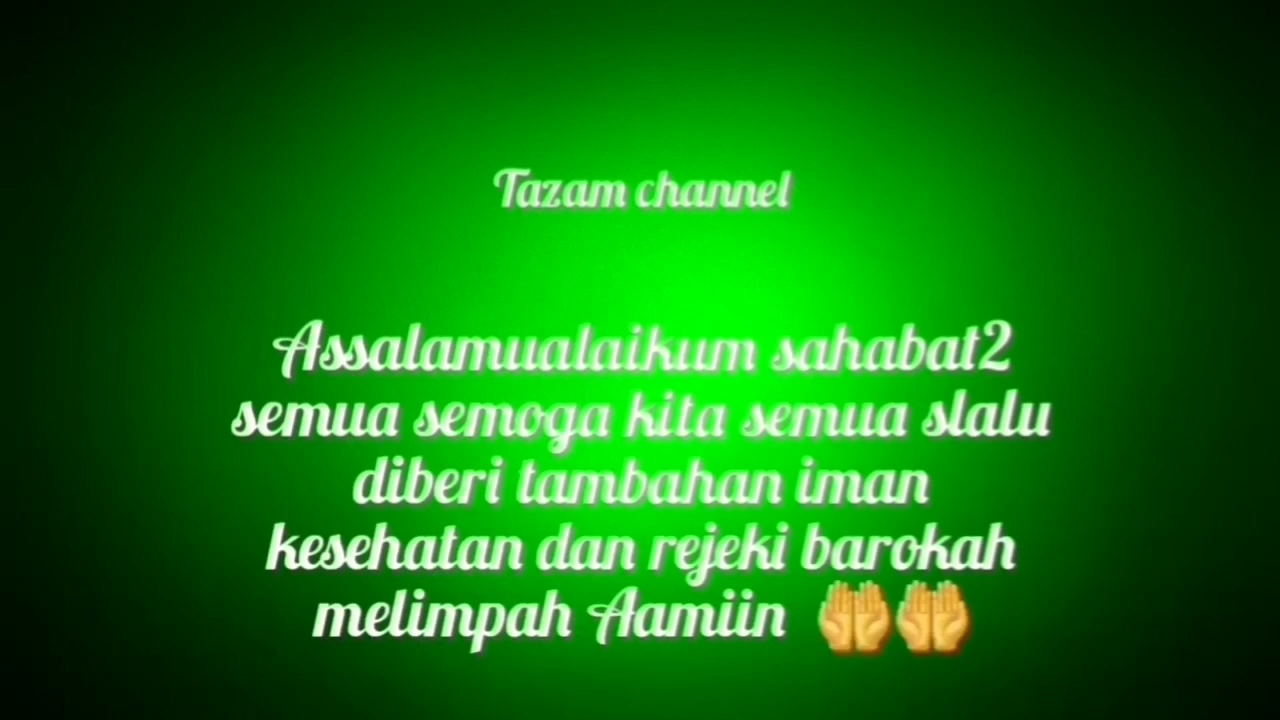 Tazam channel
Assalamualaikum sahabat2
semua semoga kita semua slalu
diberi tambahan iman
kesehatan dan rejeki barokah
melimpah Aamiin 🤲🤲